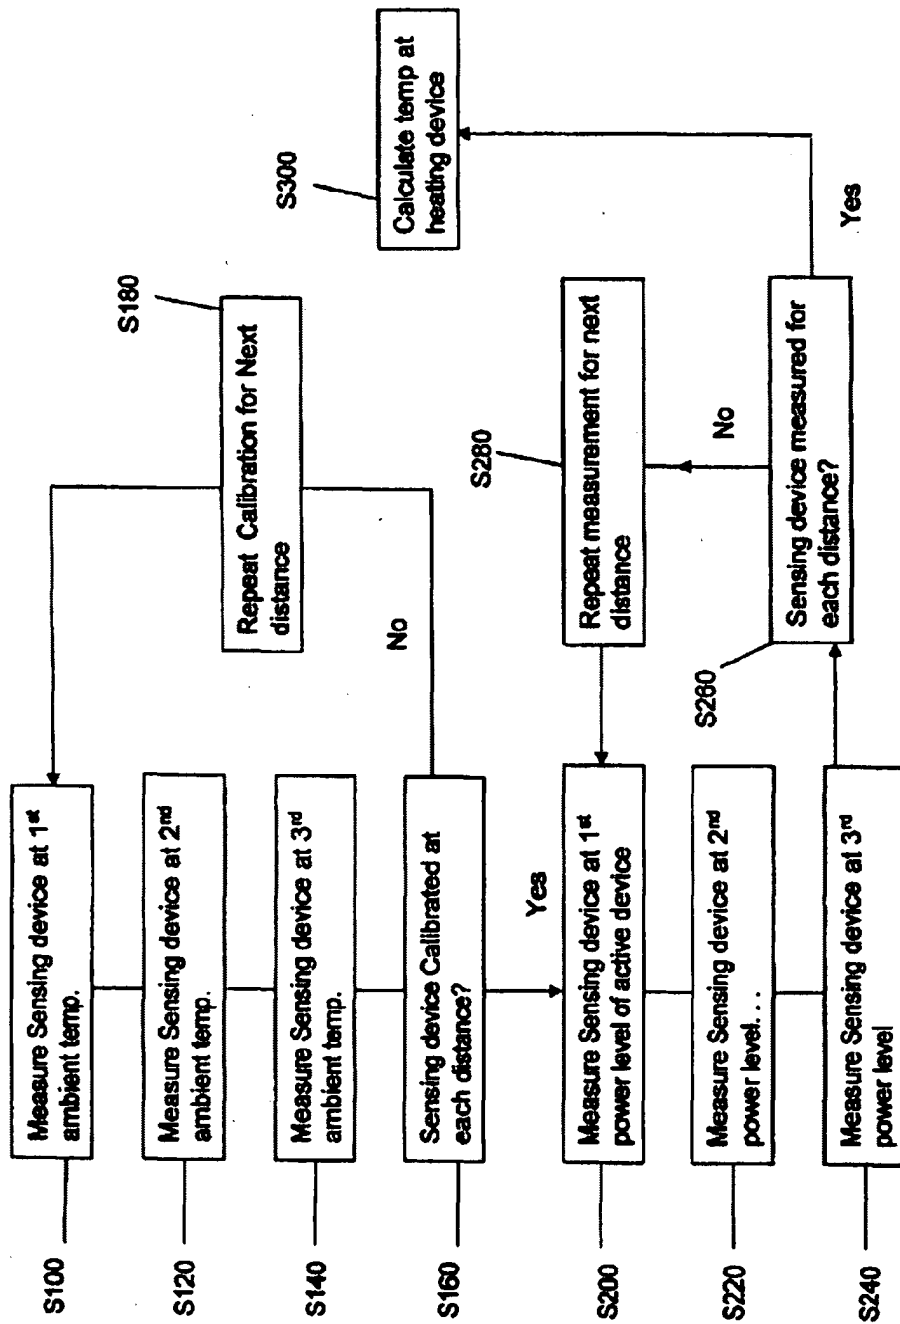 S100
Measure Sensing device at 1st
ambient temp.
S120
Measure Sensing device at 2nd
ambient temp.
S140
Measure Sensing device at 3rd
ambient temp.
S160
Sensing device Calibrated at
each distance?
No
S180
Repeat Calibration for Next
distance
Yes
S200
Measure Sensing device at 1st
power level of active device
S220
Measure Sensing device at 2nd
power level. . .
S240
Measure Sensing device at 3rd
power level
S260
Sensing device measured for
each distance?
No
S280
Repeat measurement for next
distance
Yes
S300
Calculate temp at
heating device